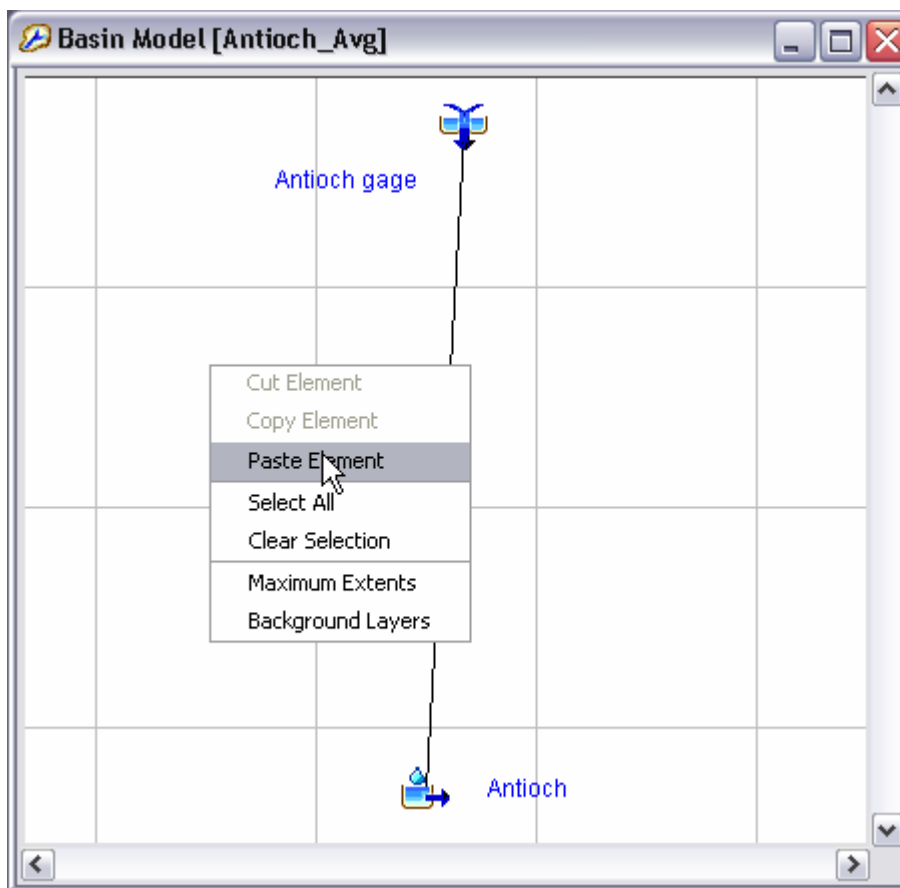 Basin Model [Antioch_Avg]
Antioch gage
Cut Element
Copy Element
Paste Element
Select All
Clear Selection
Maximum Extents
Background Layers
Antioch